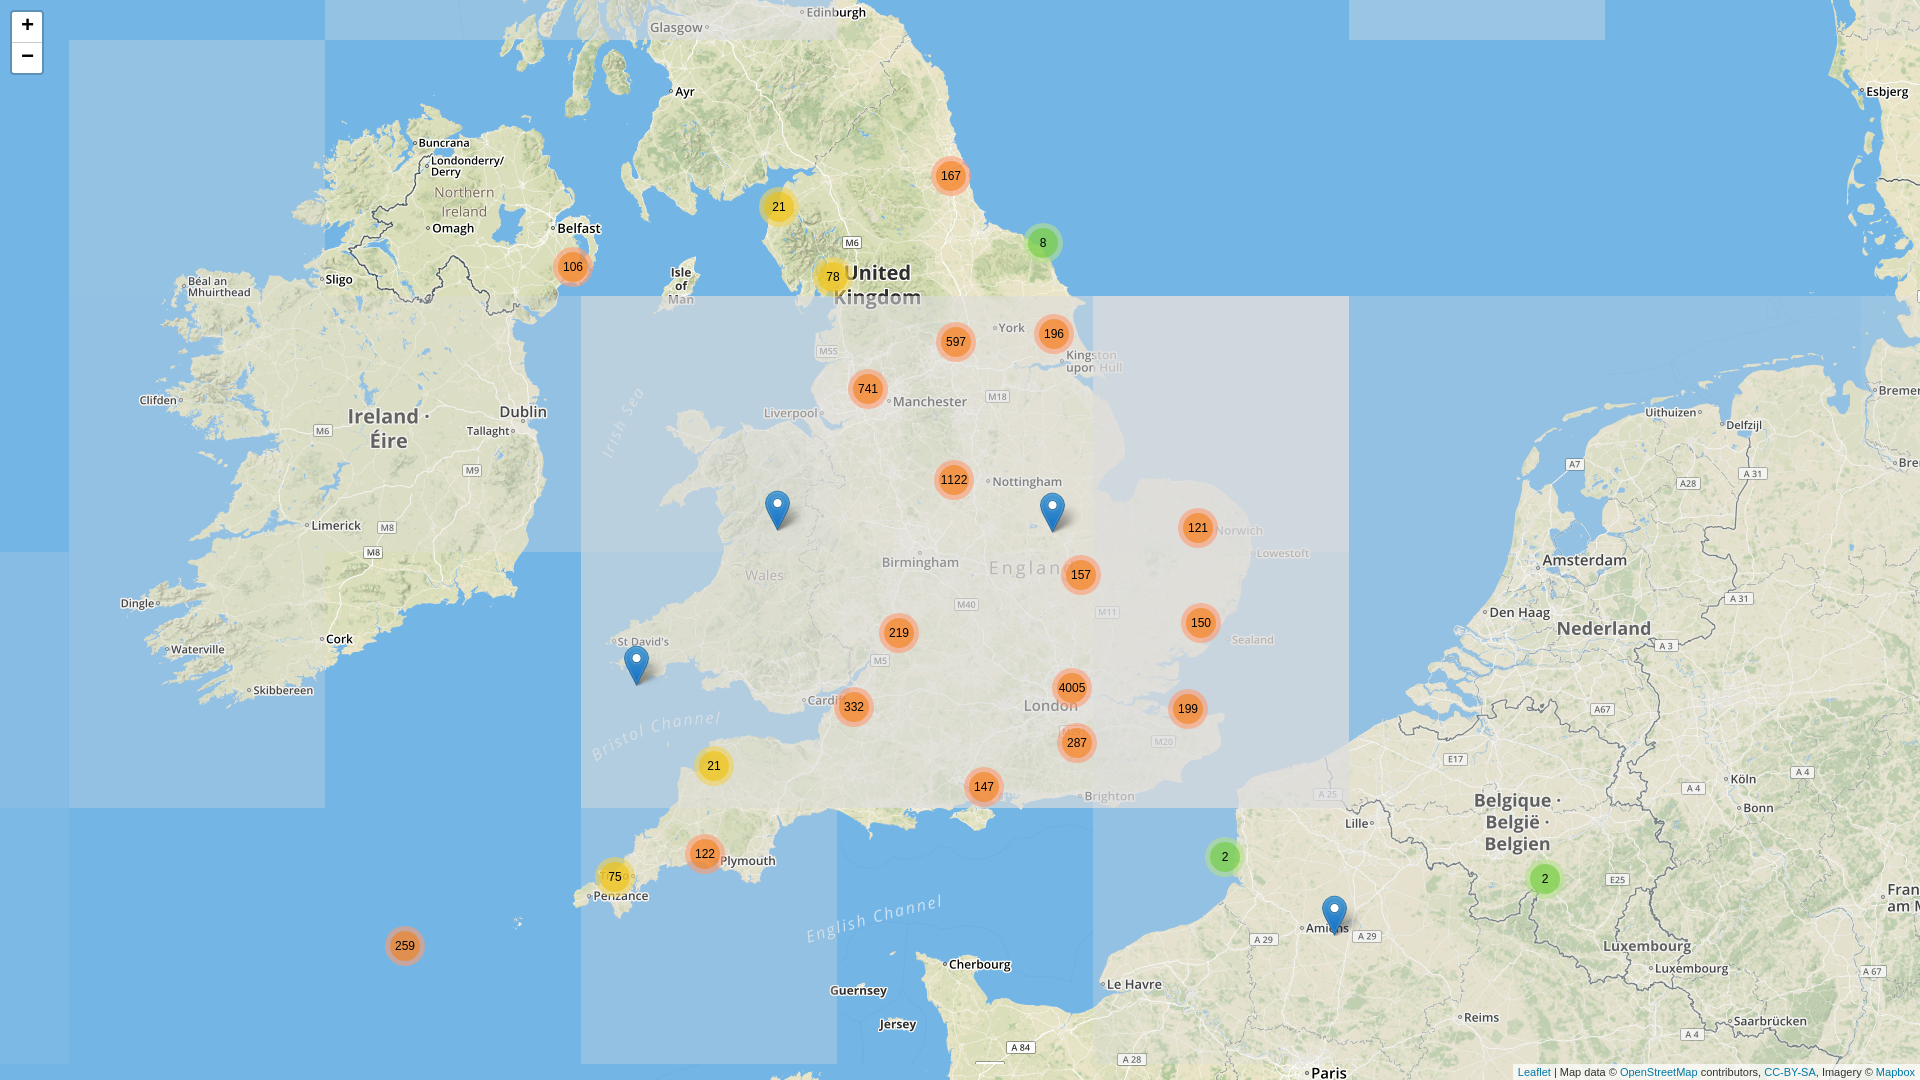 +
−
Glasgow
Edinburgh
Ayr
Esbjerg
Buncrana
Londonderry/
Derry
167
Northern
Ireland
21
Omagh
Belfast
M6
8
106
Isle
of
Man
78
United
Kingdom
Sligo
Béal an
Mhuirthead
York
196
597
M55
Kingston
upon Hull
741
Manchester
M18
Clifden
Liverpool
Irish Sea
Ireland ·
Éire
Dublin
Tallaght
M6
M9
Uithuizen
Delfzijl
Bremer
A7
A 31
A28
Bre
1122
Nottingham
Limerick
M8
M8
121
Norwich
Lowestoft
Birmingham
Wales
Englan
157
Amsterdam
Dingle
M40
M11
A 31
Den Haag
Nederland
150
Cork
219
St David's
Sealand
Waterville
M5
A 3
Skibbereen
4005
London
Cardiff
332
199
A67
Bristol Channel
287
M20
E17
21
147
Brighton
A 25
Köln
A 4
A 4
Bonn
Belgique ·
België ·
Belgien
Lille
122
Plymouth
2
75
Penzance
2
E25
Fran
am M
English Channel
259
Amiens
A 29
A 29
Luxembourg
Luxembourg
A 67
Cherbourg
Guernsey
Le Havre
Jersey
Reims
Saarbrücken
A 84
A 28
A 4
A 4
Paris
Leaflet | Map data © OpenStreetMap contributors, CC-BY-SA, Imagery © Mapbox